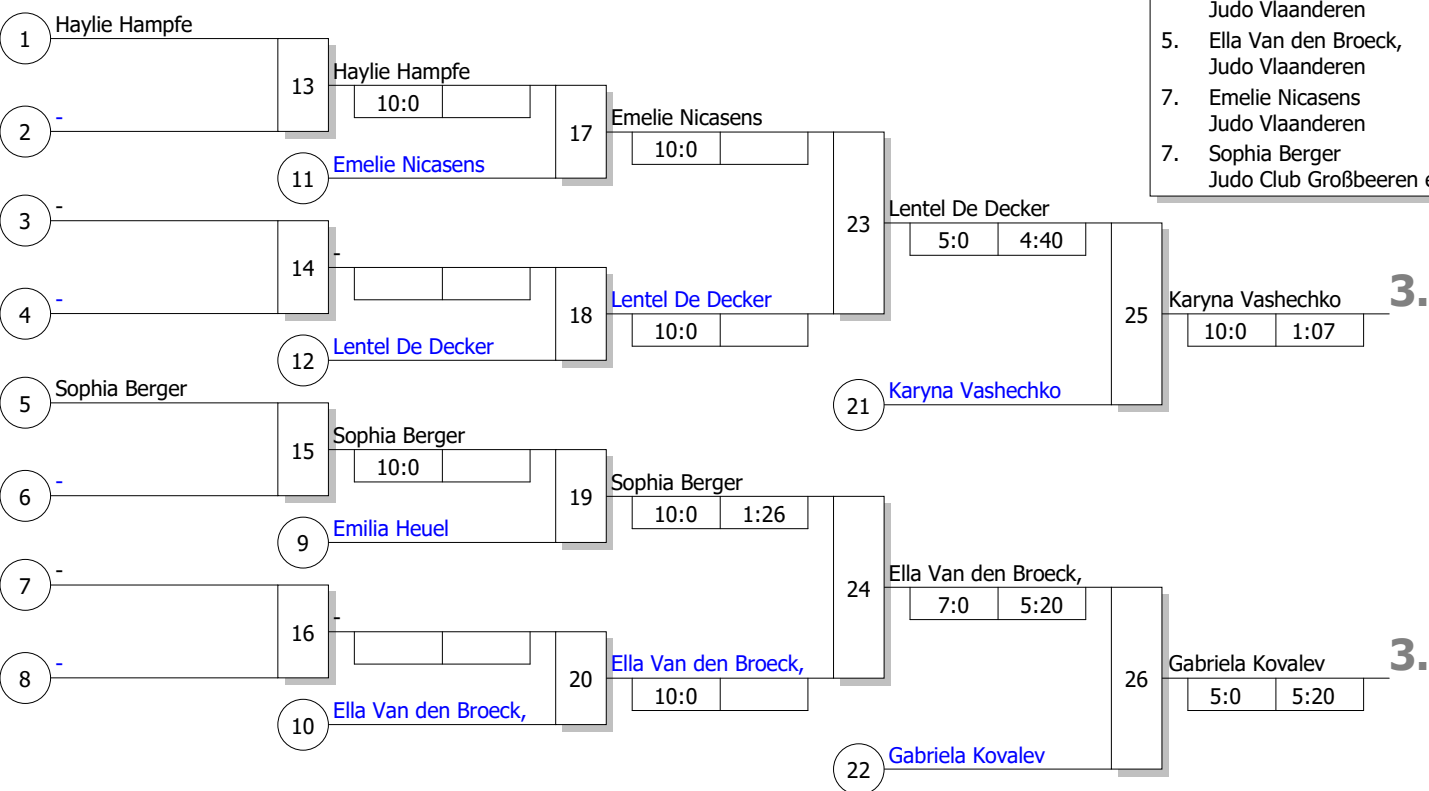 Judo Vlaanderen
5. Ella Van den Broeck,
Judo Vlaanderen
7. Emelie Nicasens
Judo Vlaanderen
7. Sophia Berger
Judo Club Großbeeren e
1 Haylie Hampfe
2 -
13 Haylie Hampfe
10:0
11 Emelie Nicasens
17 Emelie Nicasens
10:0
3 -
4 -
14 -
12 Lentel De Decker
18 Lentel De Decker
10:0
23 Lentel De Decker
5:0 4:40
21 Karyna Vashechko
25 Karyna Vashechko 3.
10:0 1:07
5 Sophia Berger
6 -
15 Sophia Berger
10:0
9 Emilia Heuel
19 Sophia Berger
10:0 1:26
7 -
8 -
16 -
10 Ella Van den Broeck,
20 Ella Van den Broeck,
10:0
24 Ella Van den Broeck,
7:0 5:20
22 Gabriela Kovalev
26 Gabriela Kovalev 3.
5:0 5:20